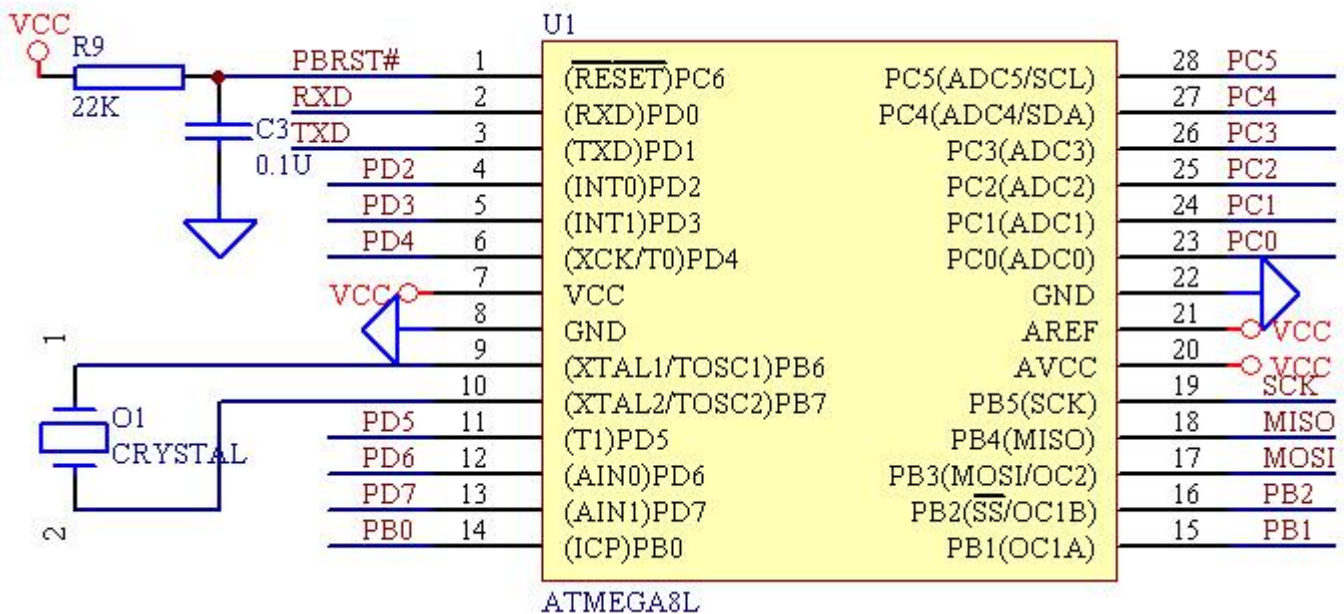 VCC
R9
22K
C3
0.1U
U1
PBRST# 1 (RESET)PC6
RXD 2 (RXD)PD0
TXD 3 (TXD)PD1
PD2 4 (INT0)PD2
PD3 5 (INT1)PD3
PD4 6 (XCK/T0)PD4
VCC 7 VCC
8 GND
9 (XTAL1/TOSC1)PB6
10 (XTAL2/TOSC2)PB7
PD5 11 (T1)PD5
PD6 12 (AIN0)PD6
PD7 13 (AIN1)PD7
PB0 14 (ICP)PB0
1
O1
CRYSTAL
2
PC5(ADC5/SCL) 28 PC5
PC4(ADC4/SDA) 27 PC4
PC3(ADC3) 26 PC3
PC2(ADC2) 25 PC2
PC1(ADC1) 24 PC1
PC0(ADC0) 23 PC0
GND 22
AREF 21 VCC
AVCC 20 VCC
PB5(SCK) 19 SCK
PB4(MISO) 18 MISO
PB3(MOSI/OC2) 17 MOSI
PB2(SS/OC1B) 16 PB2
PB1(OC1A) 15 PB1
ATMEGA8L